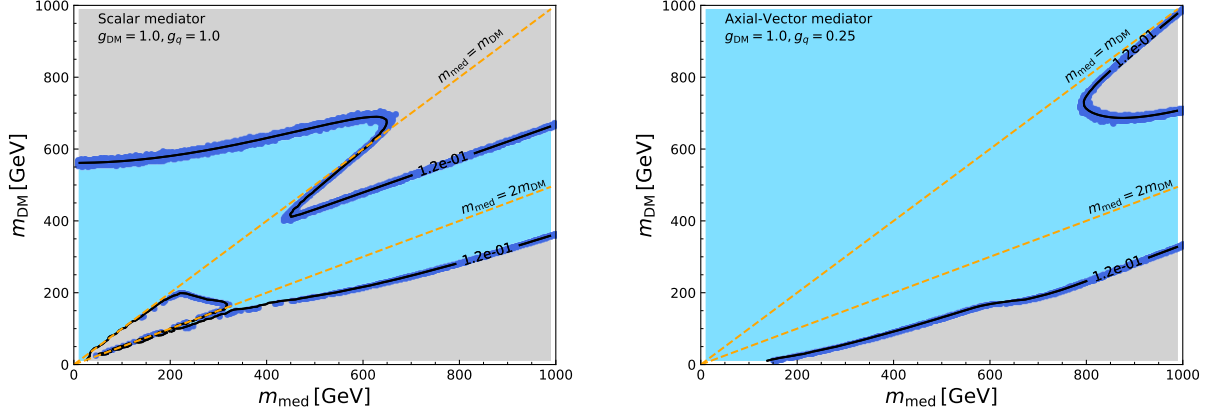 Scalar mediator
g_DM = 1.0, g_q = 1.0
m_med = m_DM
1.2e-01
m_med = 2m_DM
1.2e-01
1000
800
600
400
200
0
m_DM [GeV]
0 200 400 600 800 1000
m_med [GeV]
Axial-Vector mediator
g_DM = 1.0, g_q = 0.25
1.2e-01
m_med = m_DM
m_med = 2m_DM
1.2e-01
1000
800
600
400
200
0
m_DM [GeV]
0 200 400 600 800 1000
m_med [GeV]